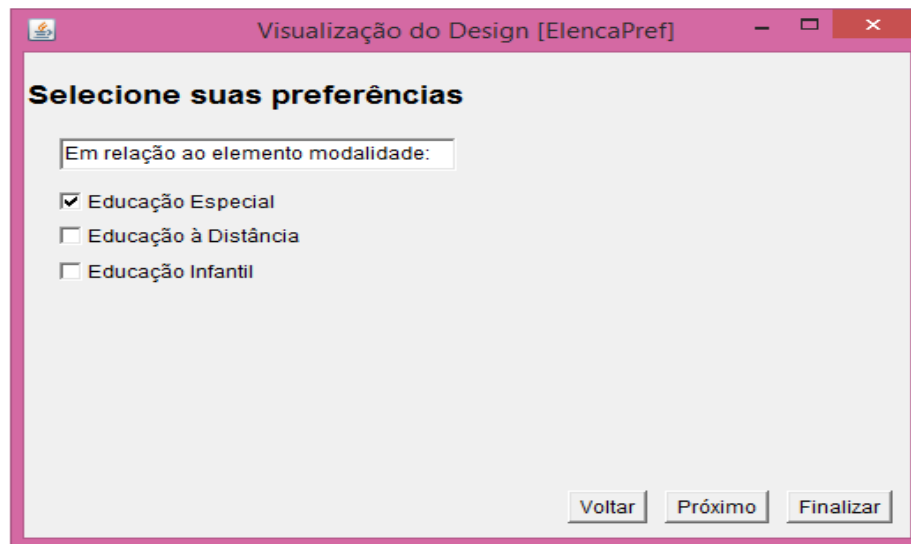 Visualização do Design [ElencaPref]
Selecione suas preferências
Em relação ao elemento modalidade:
Educação Especial
Educação à Distância
Educação Infantil
Voltar Próximo Finalizar